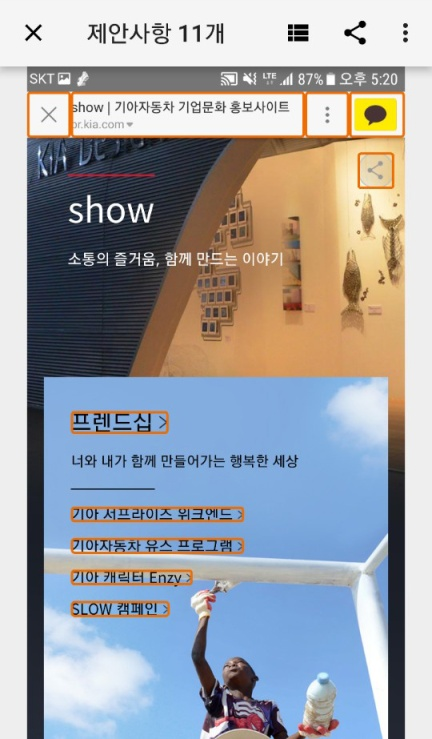 제안사항 11개
SKT LTE 87% 오후 5:20
show | 기아자동차 기업문화 홍보사이트
pr.kia.com
KIA DE
show
소통의 즐거움, 함께 만드는 이야기
프렌드십
너와 내가 함께 만들어가는 행복한 세상
기아 서프라이즈 위크엔드
기아자동차 유스 프로그램
기아 캐릭터 Enzy
SLOW 캠페인